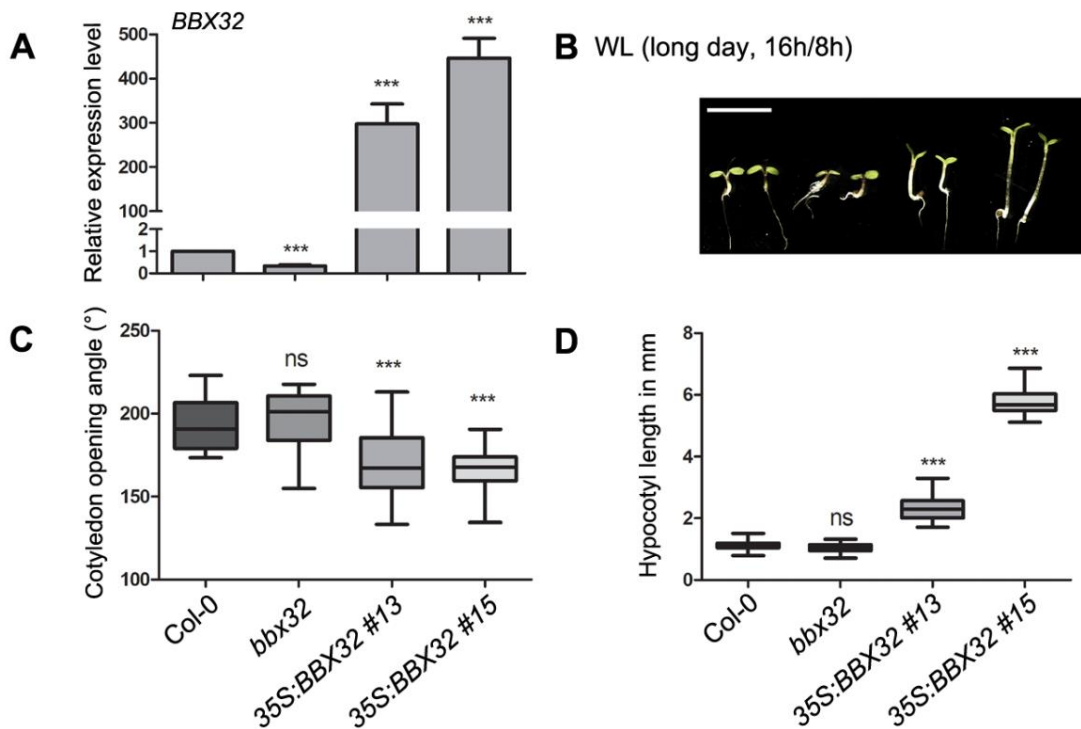 A
BBX32
Relative expression level
500
400
300
200
100
2
1
0
***
***
***
B WL (long day, 16h/8h)
C
Cotyledon opening angle (°)
250
200
150
100
ns
***
***
Col-0
bbx32
35S:BBX32 #13
35S:BBX32 #15
D
Hypocotyl length in mm
8
6
4
2
0
ns
***
***
Col-0
bbx32
35S:BBX32 #13
35S:BBX32 #15